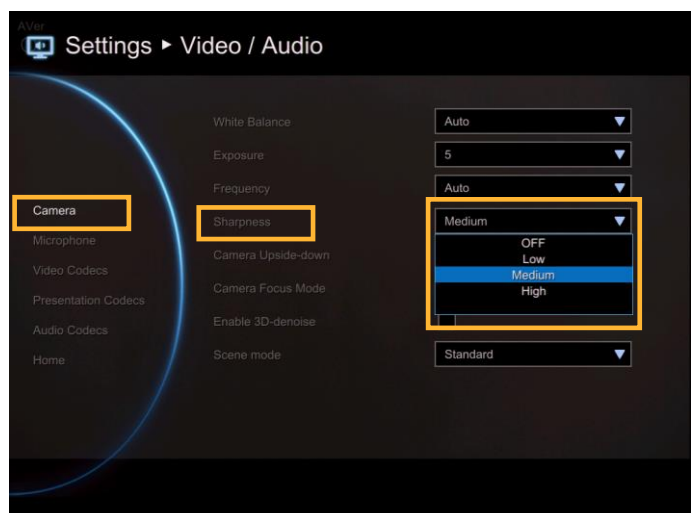 AVer
Settings ▸ Video / Audio
White Balance
Auto
Exposure
5
Frequency
Auto
Camera
Sharpness
Medium
Microphone
OFF
Camera Upside-down
Low
Video Codecs
Medium
Camera Focus Mode
High
Presentation Codecs
Enable 3D-denoise
Audio Codecs
Scene mode
Standard
Home